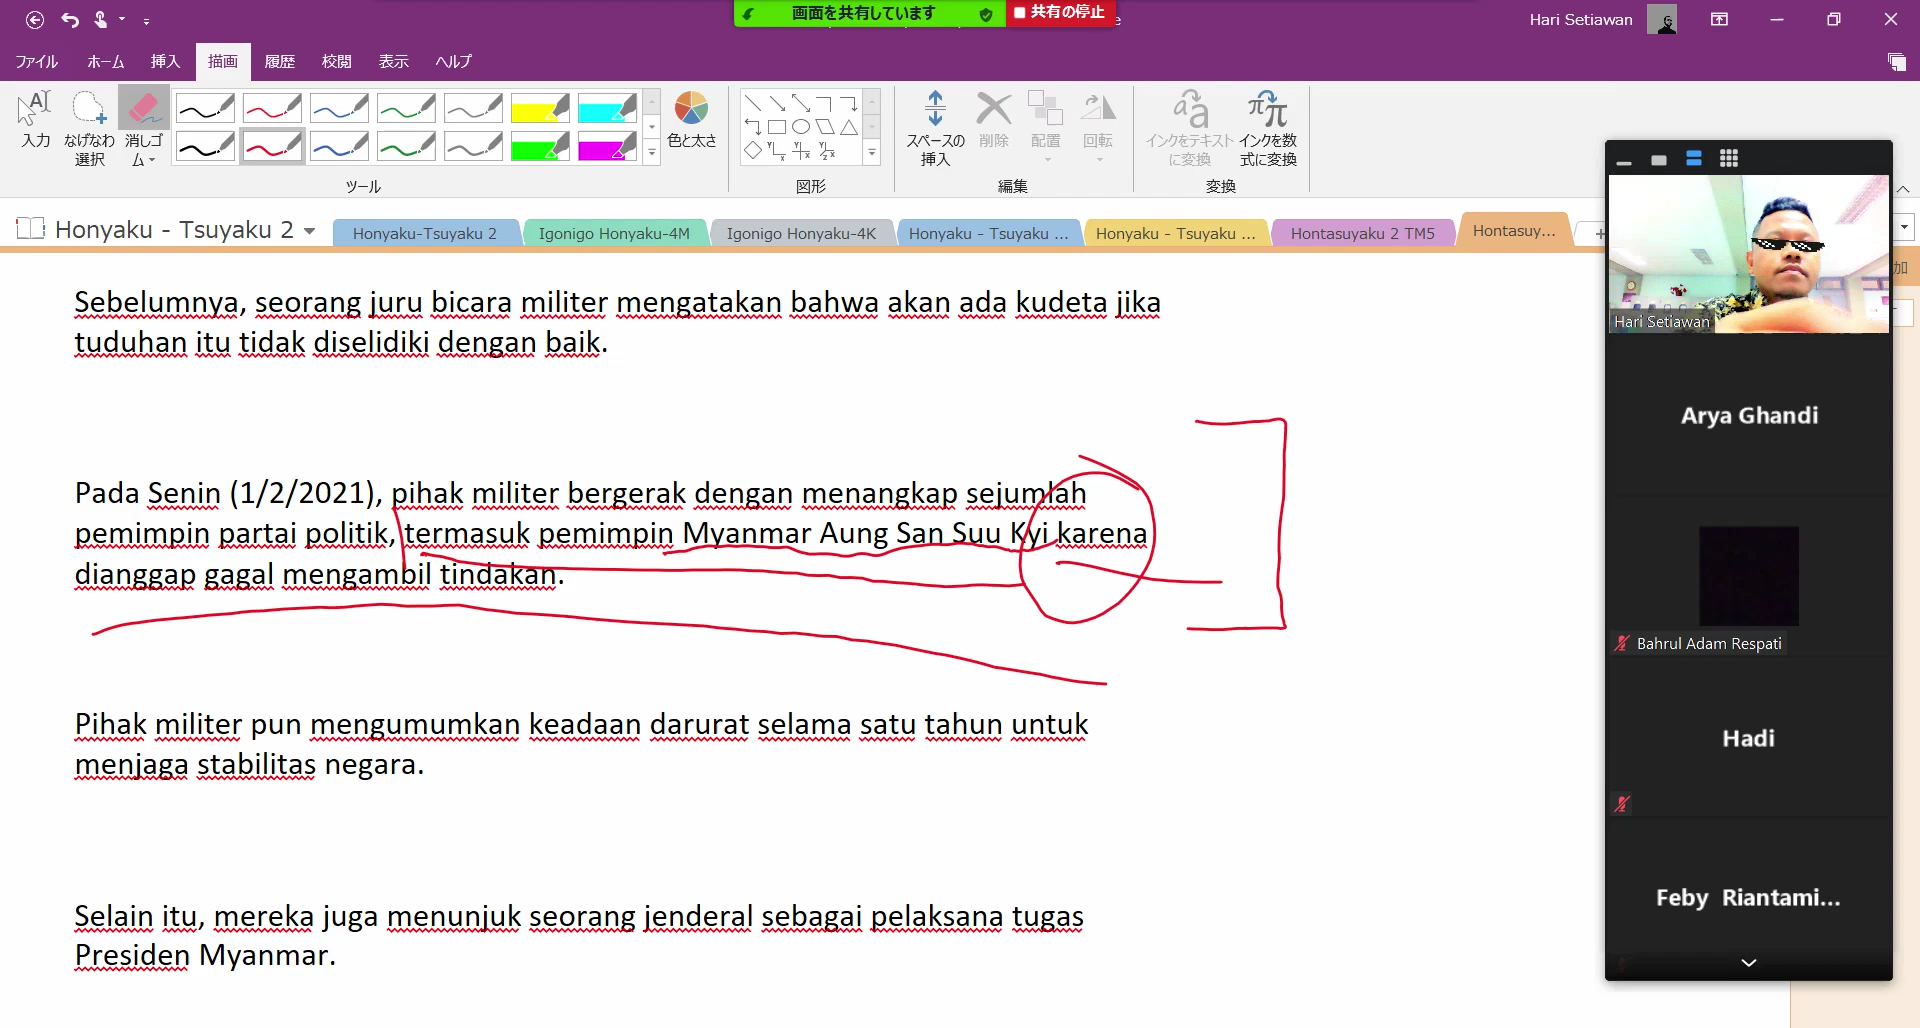 画面を共有しています
共有の停止
Hari Setiawan
ファイル
ホーム
挿入
描画
履歴
校閲
表示
ヘルプ
入力
なげなわ
選択
消しゴ
ム
色と太さ
スペースの
挿入
削除
配置
回転
インクをテキスト
に変換
インクを数
式に変換
ツール
図形
編集
変換
Honyaku - Tsuyaku 2
Honyaku-Tsuyaku 2
Igonigo Honyaku-4M
Igonigo Honyaku-4K
Honyaku - Tsuyaku ...
Honyaku - Tsuyaku ...
Hontasuyaku 2 TM5
Hontasuy...
加
Sebelumnya, seorang juru bicara militer mengatakan bahwa akan ada kudeta jika
tuduhan itu tidak diselidiki dengan baik.
Pada Senin (1/2/2021), pihak militer bergerak dengan menangkap sejumlah
pemimpin partai politik, termasuk pemimpin Myanmar Aung San Suu Kyi karena
dianggap gagal mengambil tindakan.
Pihak militer pun mengumumkan keadaan darurat selama satu tahun untuk
menjaga stabilitas negara.
Selain itu, mereka juga menunjuk seorang jenderal sebagai pelaksana tugas
Presiden Myanmar.
Hari Setiawan
Arya Ghandi
Bahrul Adam Respati
Hadi
Feby Riantami...